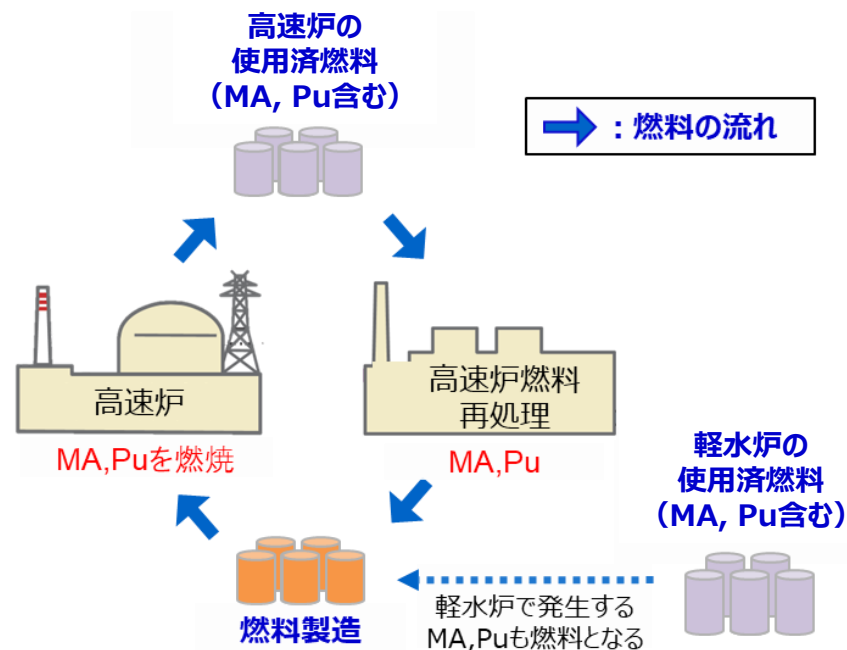 高速炉の
使用済燃料
（MA, Pu含む）
：燃料の流れ
高速炉
MA,Puを燃焼
高速炉燃料
再処理
MA,Pu
軽水炉の
使用済燃料
（MA, Pu含む）
燃料製造
軽水炉で発生する
MA,Puも燃料となる